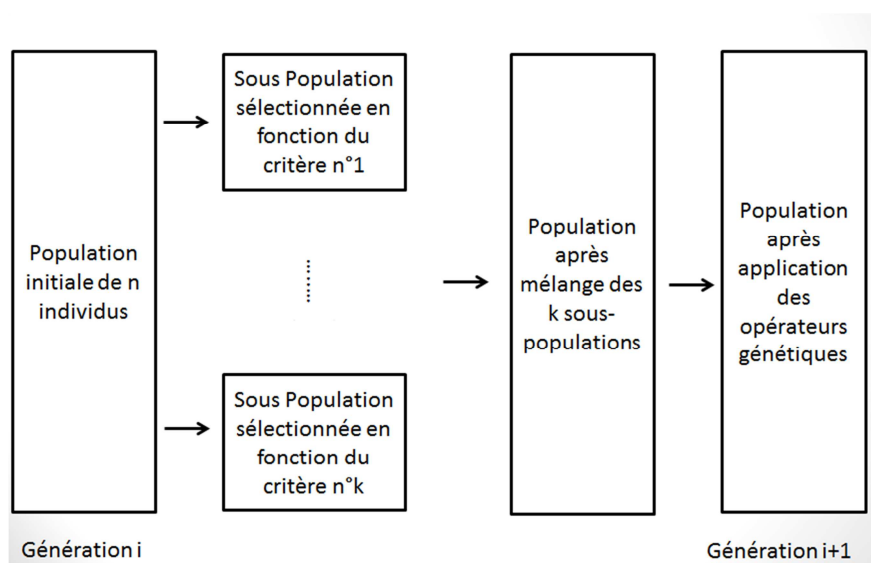 Population
initiale de n
individus
Sous Population
sélectionnée en
fonction du
critère n°1
Sous Population
sélectionnée en
fonction du
critère n°k
Population
après
mélange des
k sous-
populations
Population
après
application
des
opérateurs
génétiques
Génération i
Génération i+1